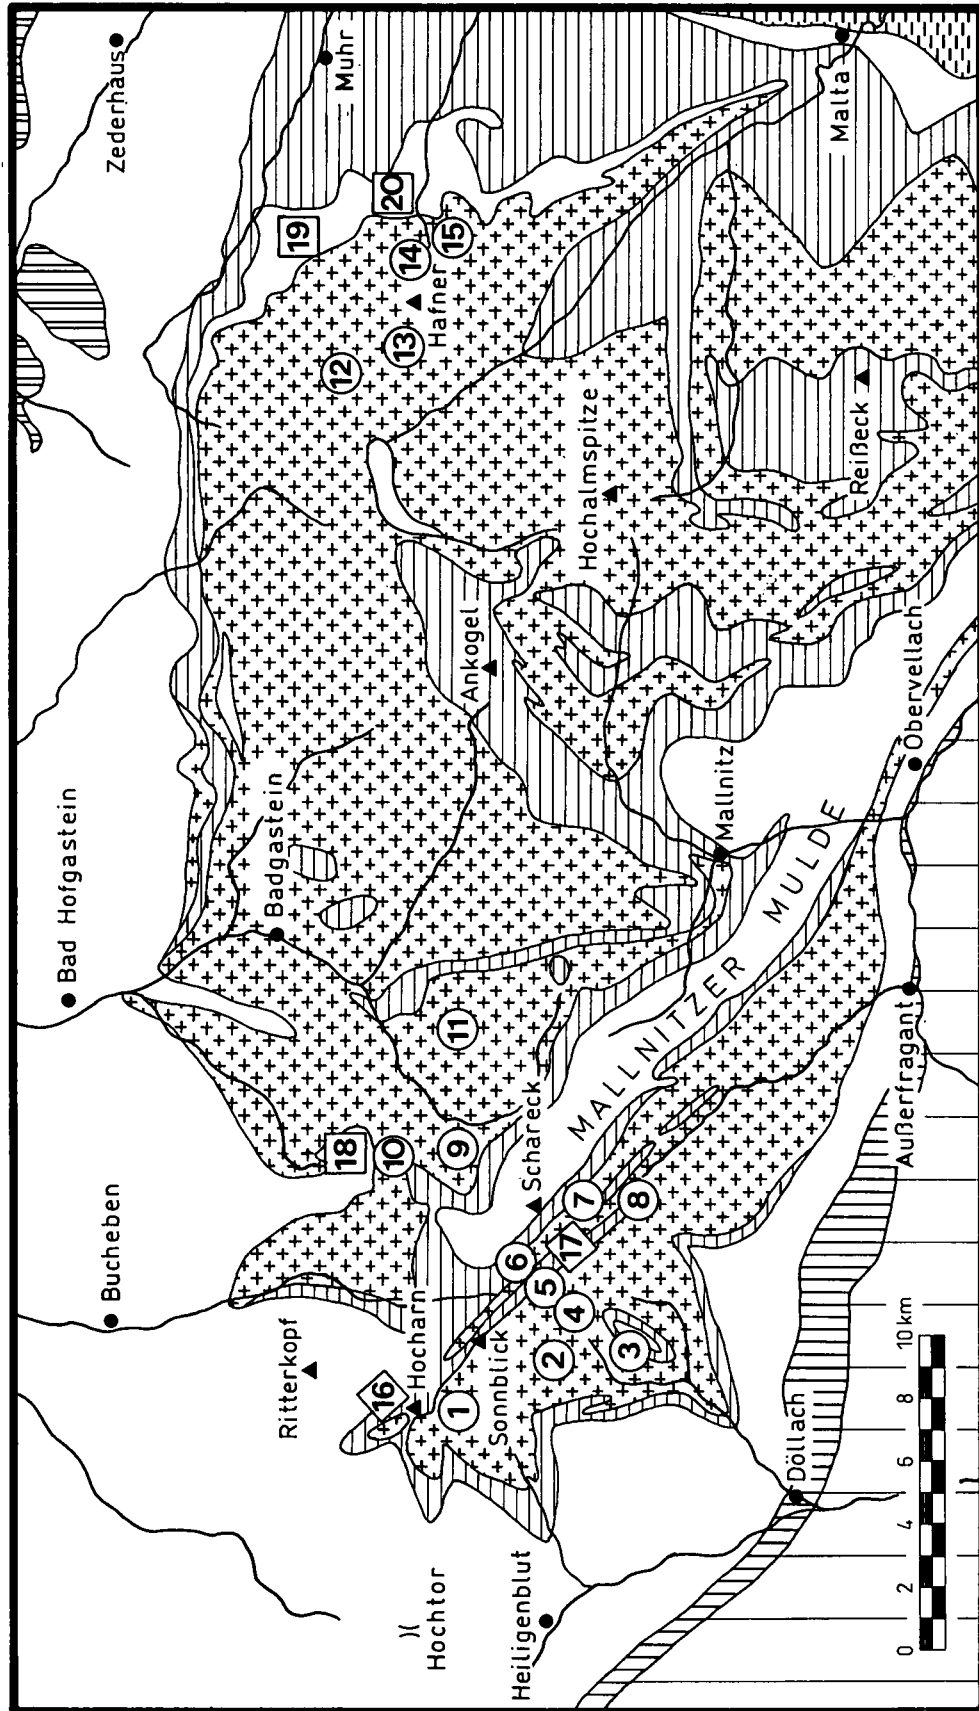 Zederhaus
Muhr
19
20
14
15
Hafner
13
12
Malta
Hochalmspitze
Reißeck
Ankogel
Bad Hofgastein
Badgastein
Mallnitz
Obervellach
MALLNITZER MULDE
11
Schareck
9
10
18
Außerfragant
Bucheben
Ritterkopf
Hocharn
16
1
Sonnblick
2
3
4
5
6
17
7
8
Hochtor
Heiligenblut
Döllach
0 2 4 6 8 10 km